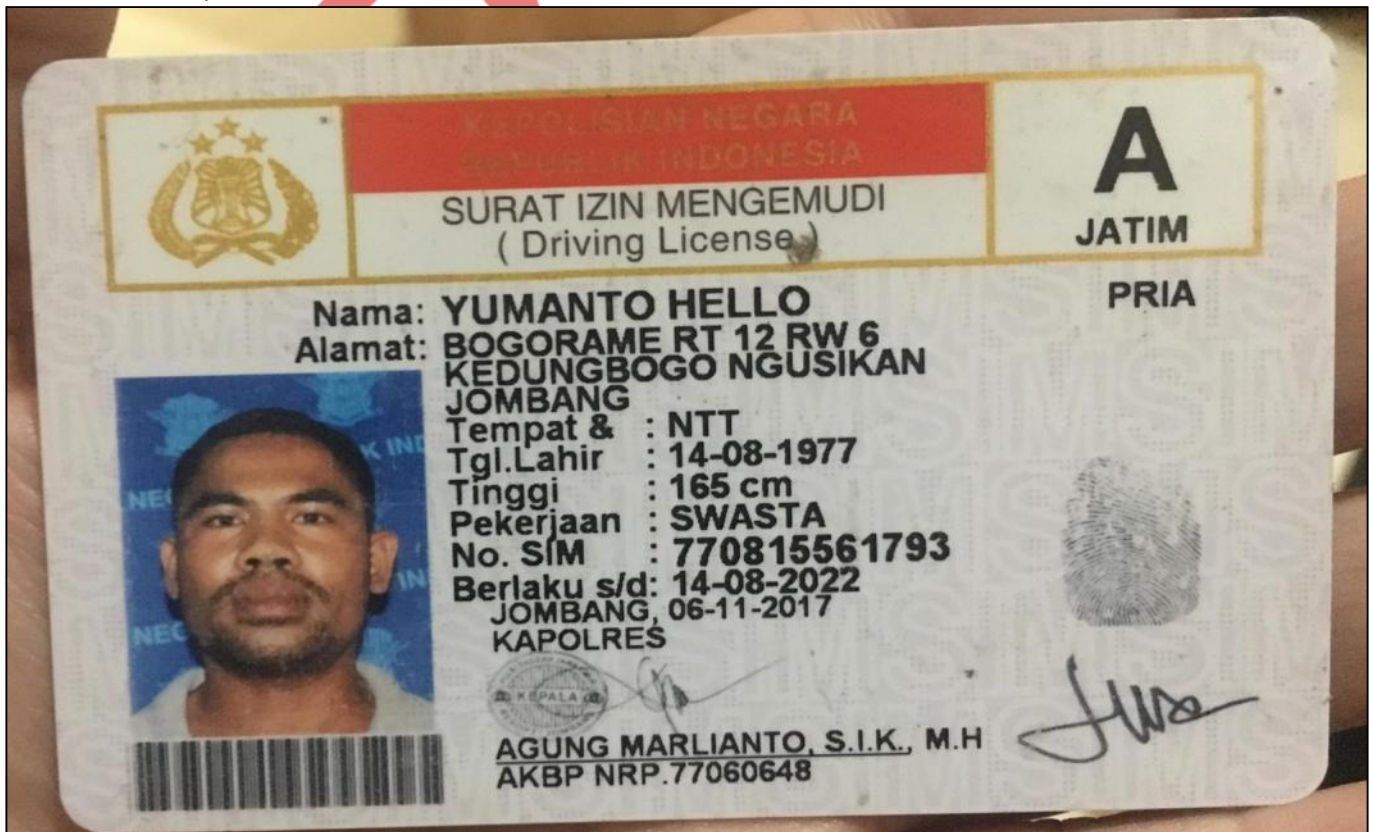 KEPOLISIAN NEGARA
REPUBLIK INDONESIA
SURAT IZIN MENGEMUDI
( Driving License )
A
JATIM
PRIA
Nama: YUMANTO HELLO
Alamat: BOGORAME RT 12 RW 6
KEDUNGBOGO NGUSIKAN
JOMBANG
Tempat & : NTT
Tgl.Lahir : 14-08-1977
Tinggi : 165 cm
Pekerjaan : SWASTA
No. SIM : 770815561793
Berlaku s/d: 14-08-2022
JOMBANG, 06-11-2017
KAPOLRES
KEPALA
AGUNG MARLIANTO, S.I.K., M.H
AKBP NRP.77060648